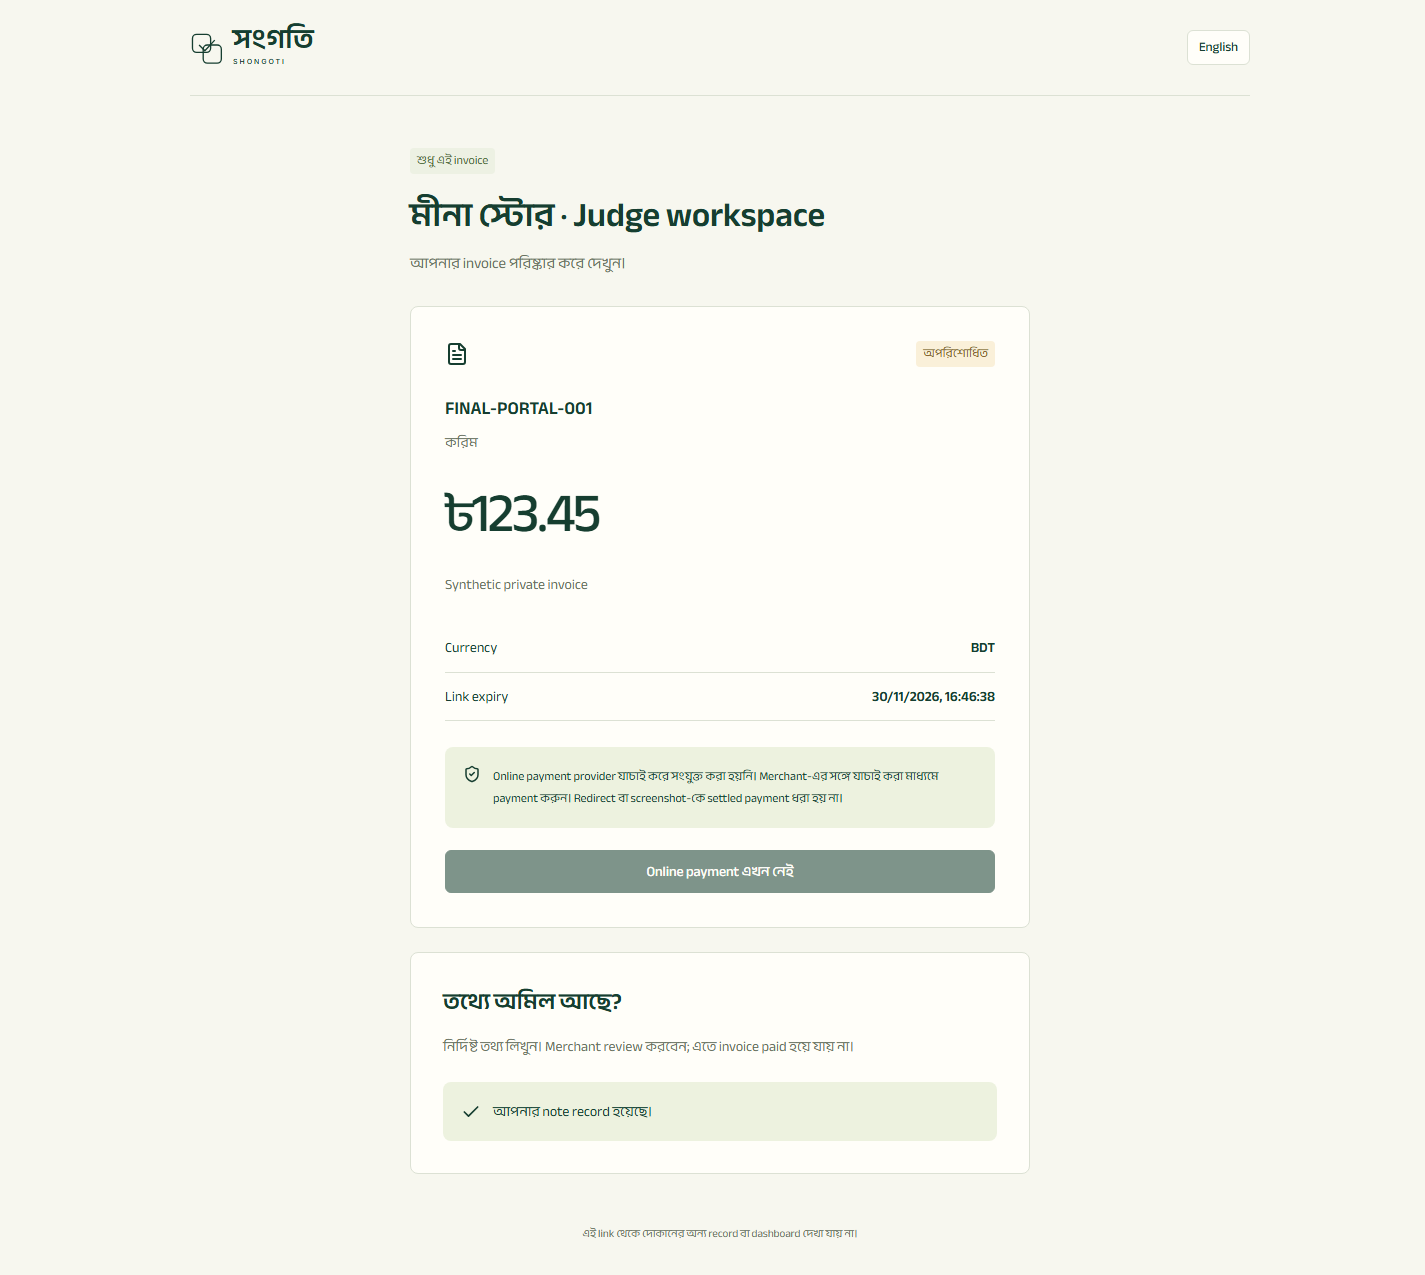 সংগতি
SHONGOTI
English
শুধু এই invoice
মীনা স্টোর · Judge workspace
আপনার invoice পরিষ্কার করে দেখুন।
অপরিশোধিত
FINAL-PORTAL-001
করিম
৳123.45
Synthetic private invoice
Currency BDT
Link expiry 30/11/2026, 16:46:38
Online payment provider যাচাই করে সংযুক্ত করা হয়নি। Merchant-এর সঙ্গে যাচাই করা মাধ্যমে
payment করুন। Redirect বা screenshot-কে settled payment ধরা হয় না।
Online payment এখন নেই
তথ্যে অমিল আছে?
নির্দিষ্ট তথ্য লিখুন। Merchant review করবেন; এতে invoice paid হয়ে যায় না।
আপনার note record হয়েছে।
এই link থেকে দোকানের অন্য record বা dashboard দেখা যায় না।